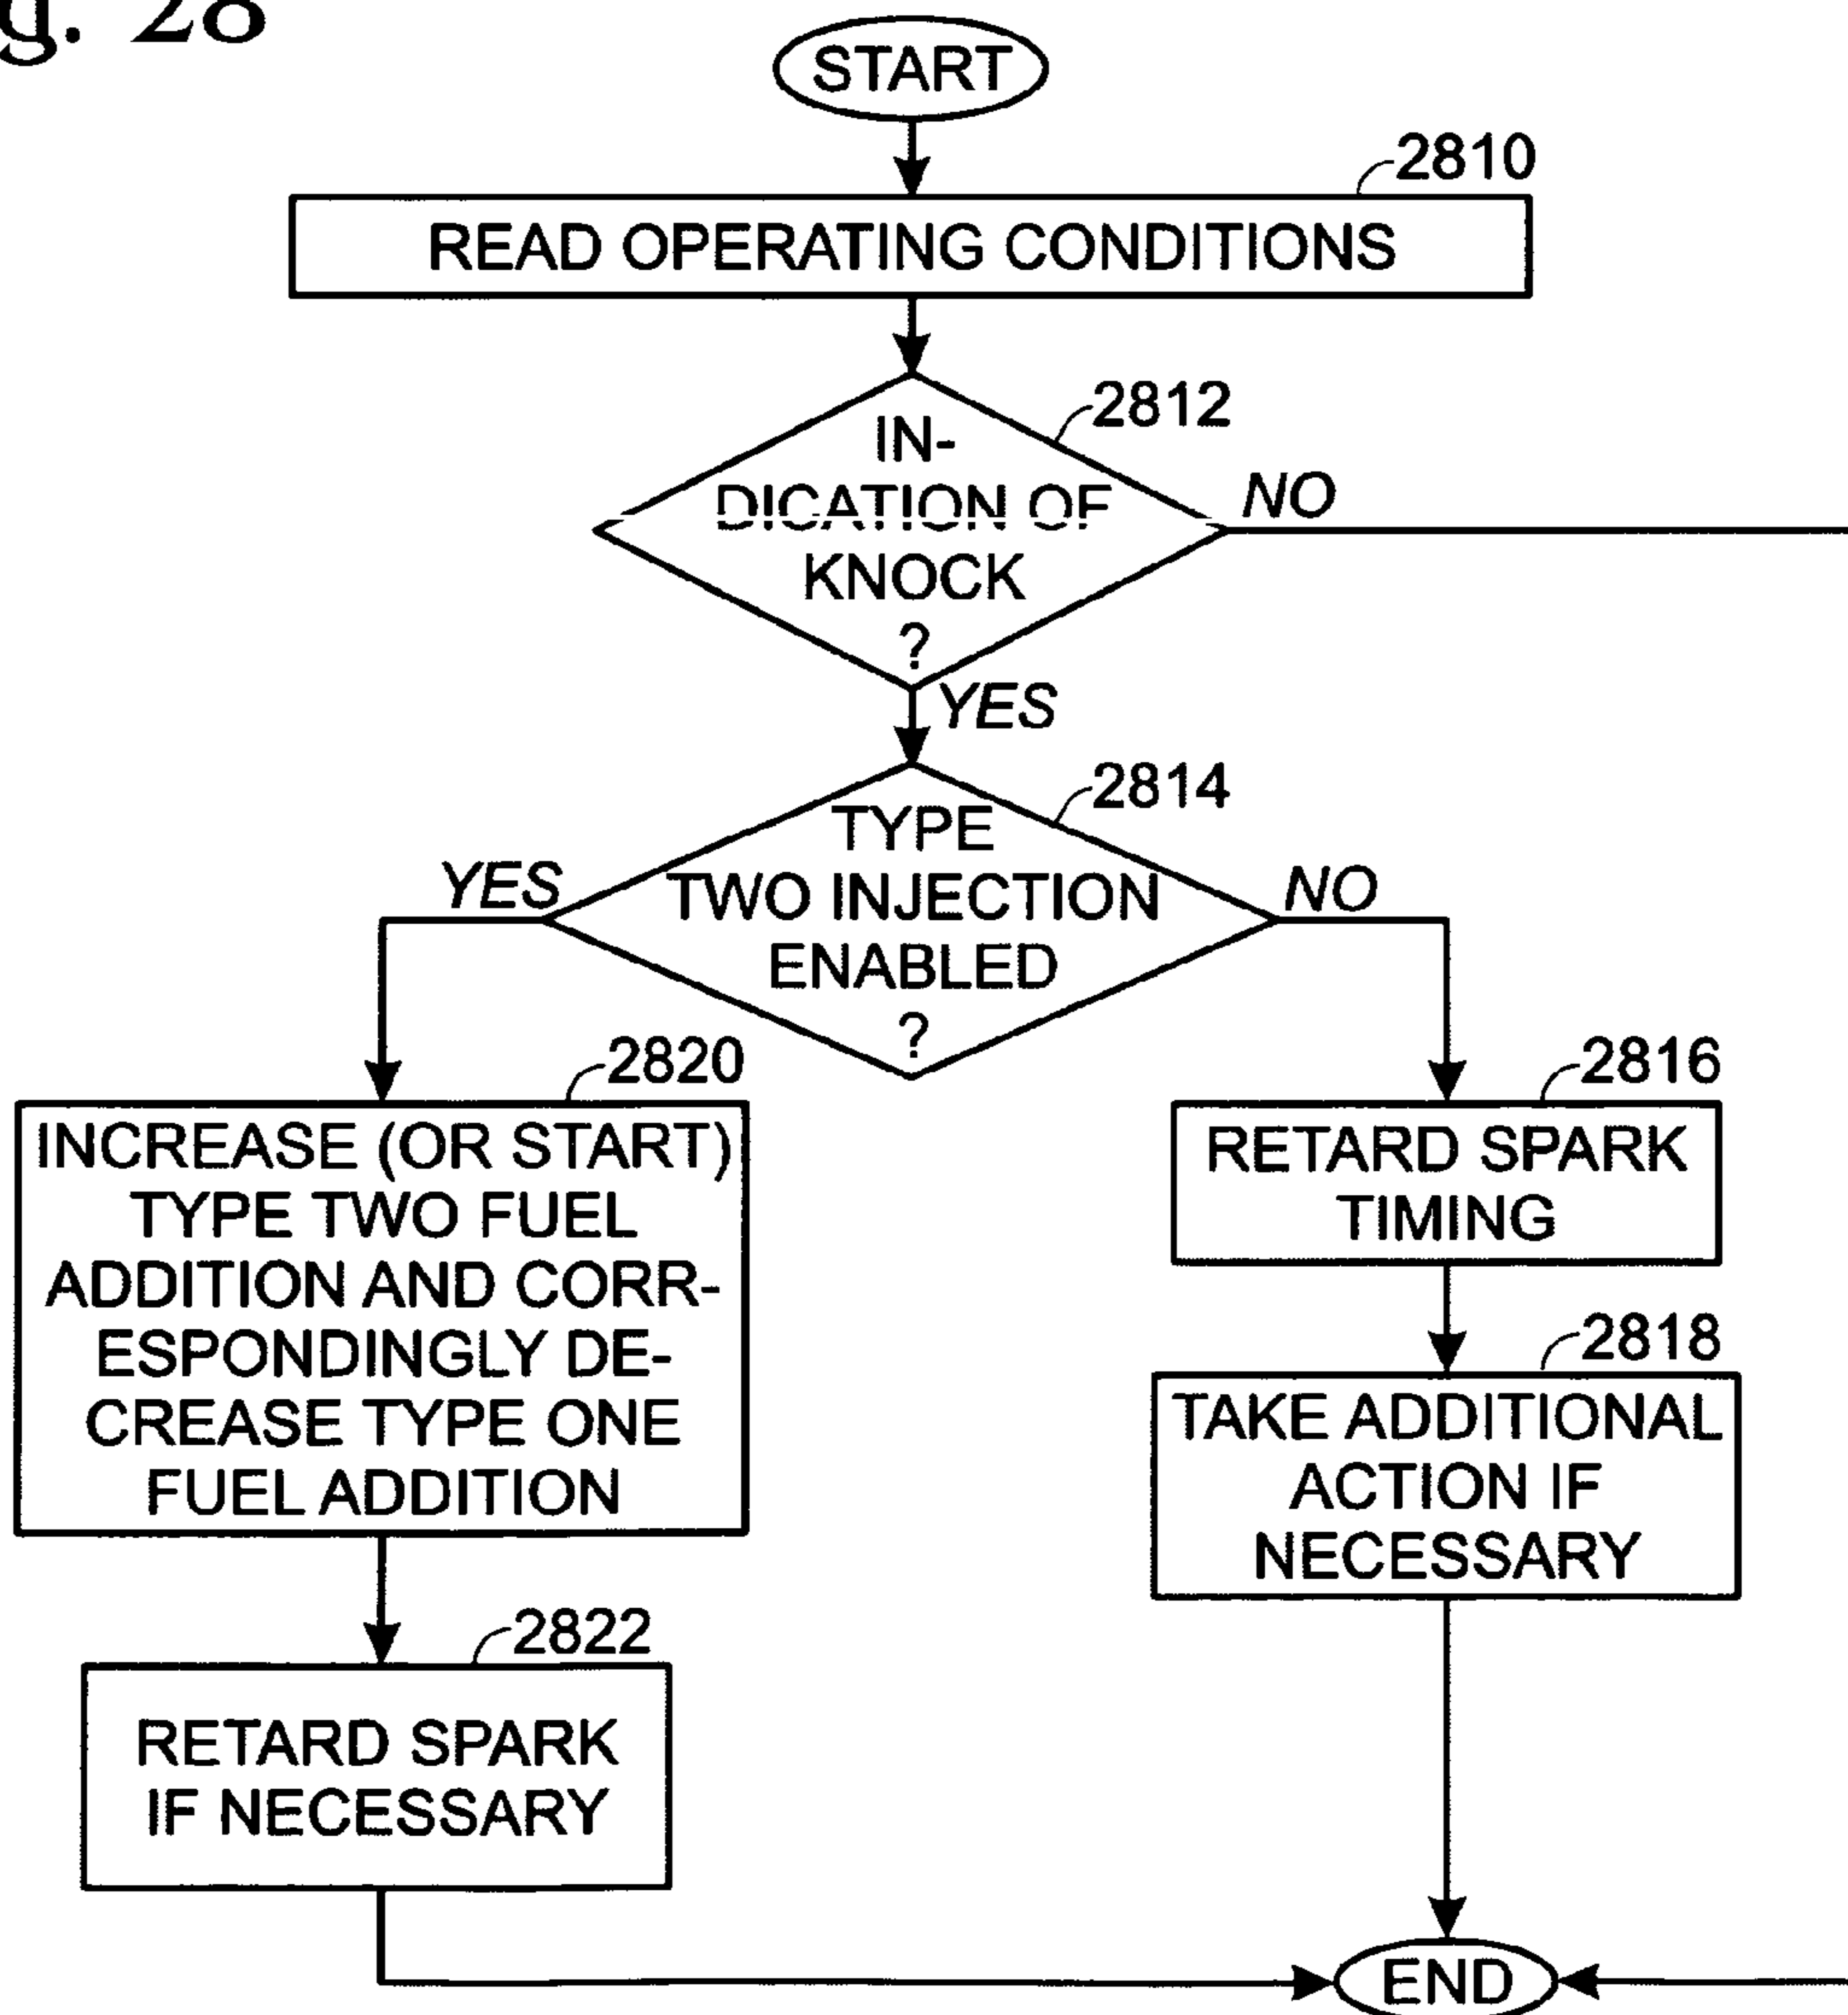 g. 28
START
2810
READ OPERATING CONDITIONS
2812
IN-
DICATION OF
KNOCK
?
NO
YES
2814
TYPE
TWO INJECTION
ENABLED
?
YES
NO
2820
INCREASE (OR START)
TYPE TWO FUEL
ADDITION AND CORR-
ESPONDINGLY DE-
CREASE TYPE ONE
FUEL ADDITION
2816
RETARD SPARK
TIMING
2818
TAKE ADDITIONAL
ACTION IF
NECESSARY
2822
RETARD SPARK
IF NECESSARY
END